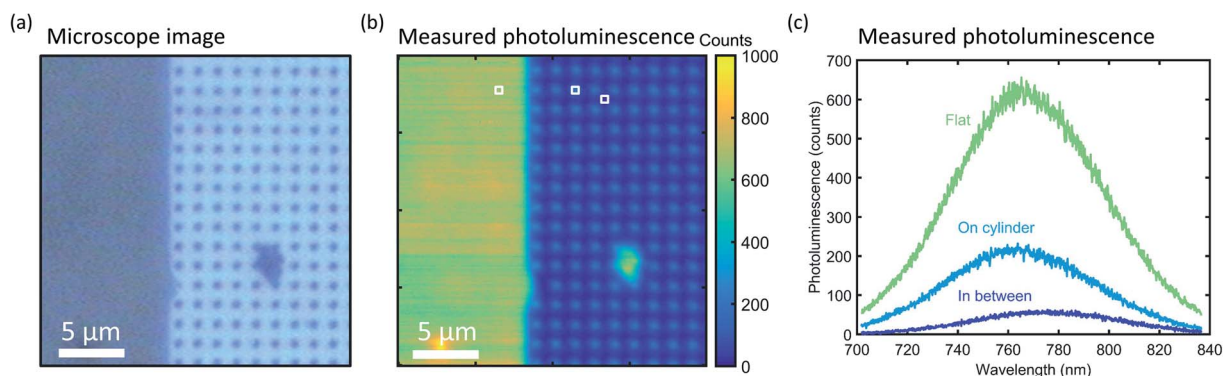 (a)
Microscope image
5 μm
(b)
Measured photoluminescence
Counts
1000
800
600
400
200
0
5 μm
(c)
Measured photoluminescence
Photoluminescence (counts)
700
600
500
400
300
200
100
0
Flat
On cylinder
In between
700 720 740 760 780 800 820 840
Wavelength (nm)